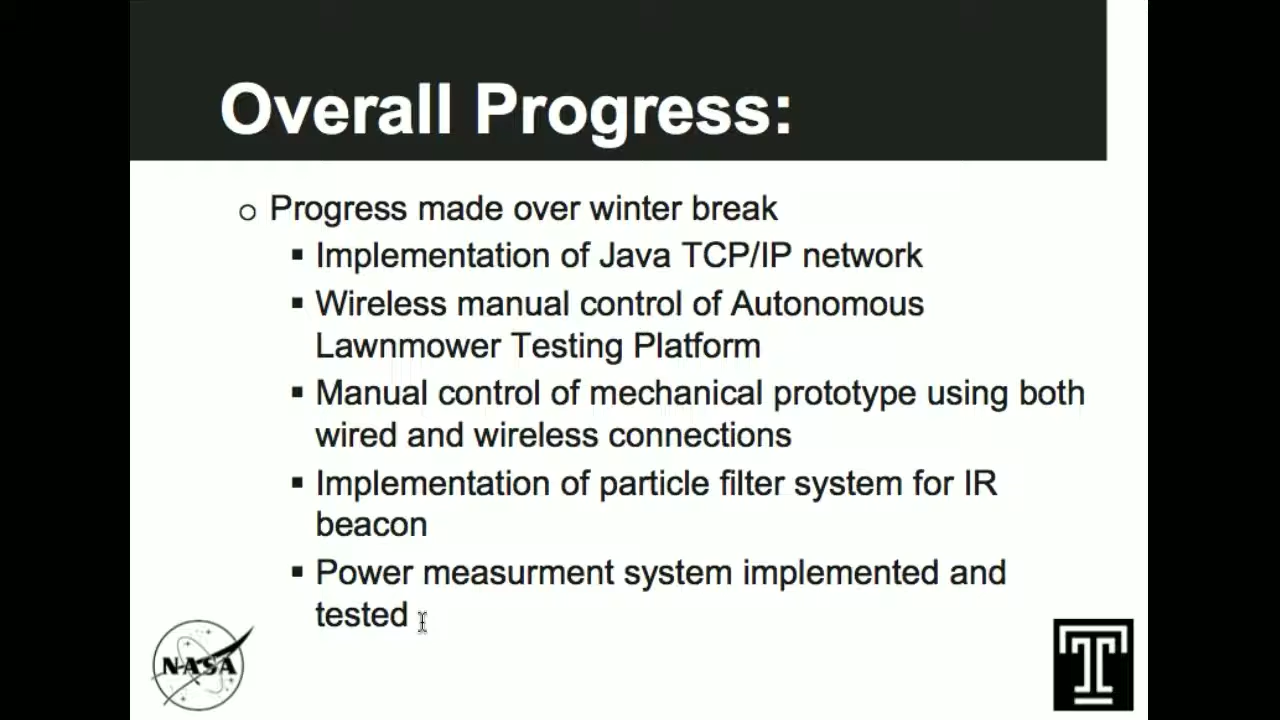 Overall Progress:
o Progress made over winter break
▪ Implementation of Java TCP/IP network
▪ Wireless manual control of Autonomous
Lawnmower Testing Platform
▪ Manual control of mechanical prototype using both
wired and wireless connections
▪ Implementation of particle filter system for IR
beacon
▪ Power measurment system implemented and
tested
NASA
T